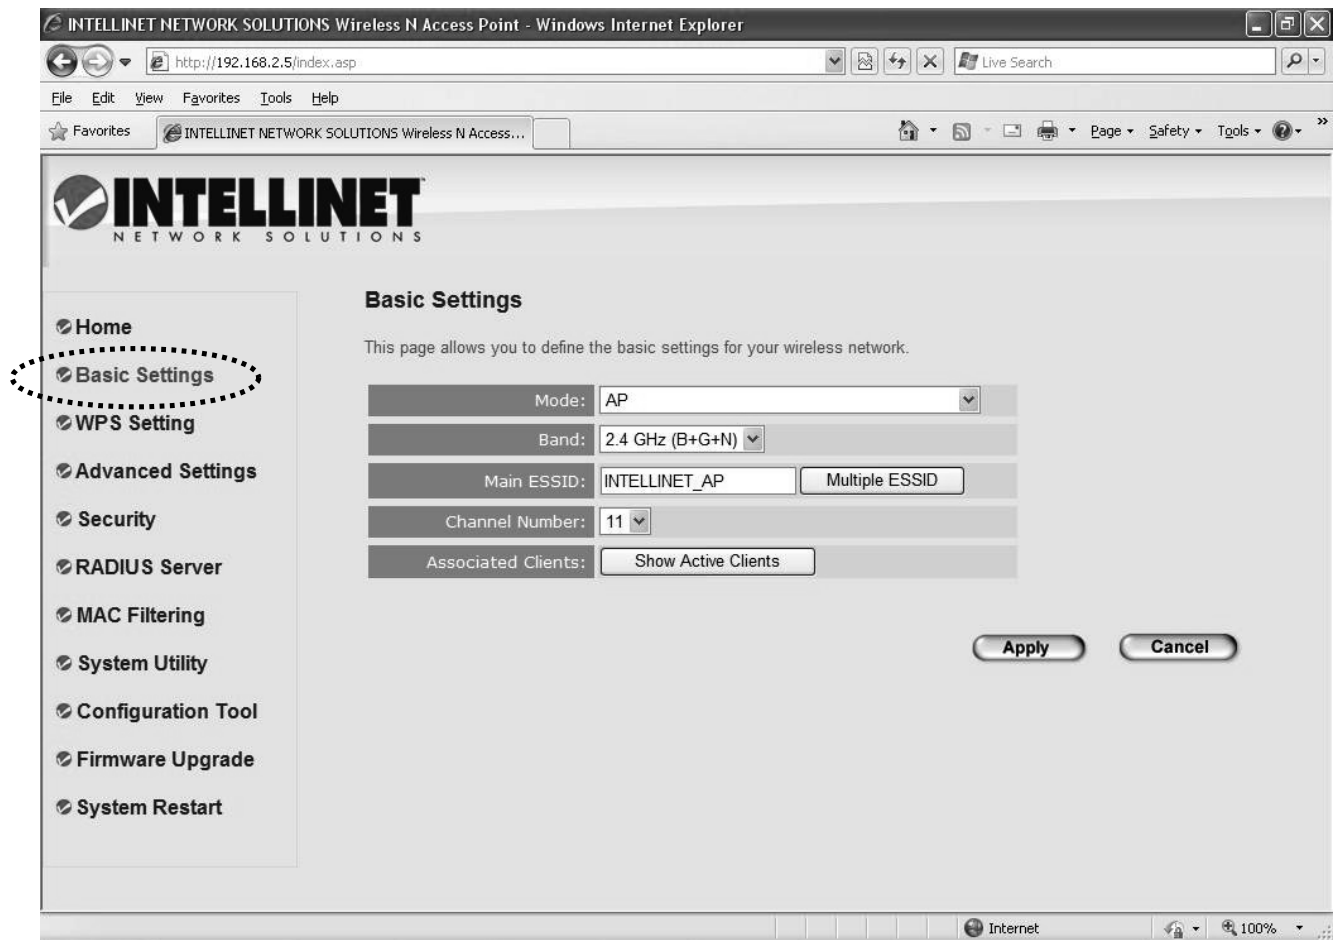 INTELLINET NETWORK SOLUTIONS Wireless N Access Point - Windows Internet Explorer
http://192.168.2.5/index.asp
Live Search
File Edit View Favorites Tools Help
Favorites
INTELLINET NETWORK SOLUTIONS Wireless N Access...
Page Safety Tools »
INTELLINET
NETWORK SOLUTIONS
Home
Basic Settings
WPS Setting
Advanced Settings
Security
RADIUS Server
MAC Filtering
System Utility
Configuration Tool
Firmware Upgrade
System Restart
Basic Settings
This page allows you to define the basic settings for your wireless network.
Mode: AP
Band: 2.4 GHz (B+G+N)
Main ESSID: INTELLINET_AP Multiple ESSID
Channel Number: 11
Associated Clients: Show Active Clients
Apply Cancel
Internet 100%